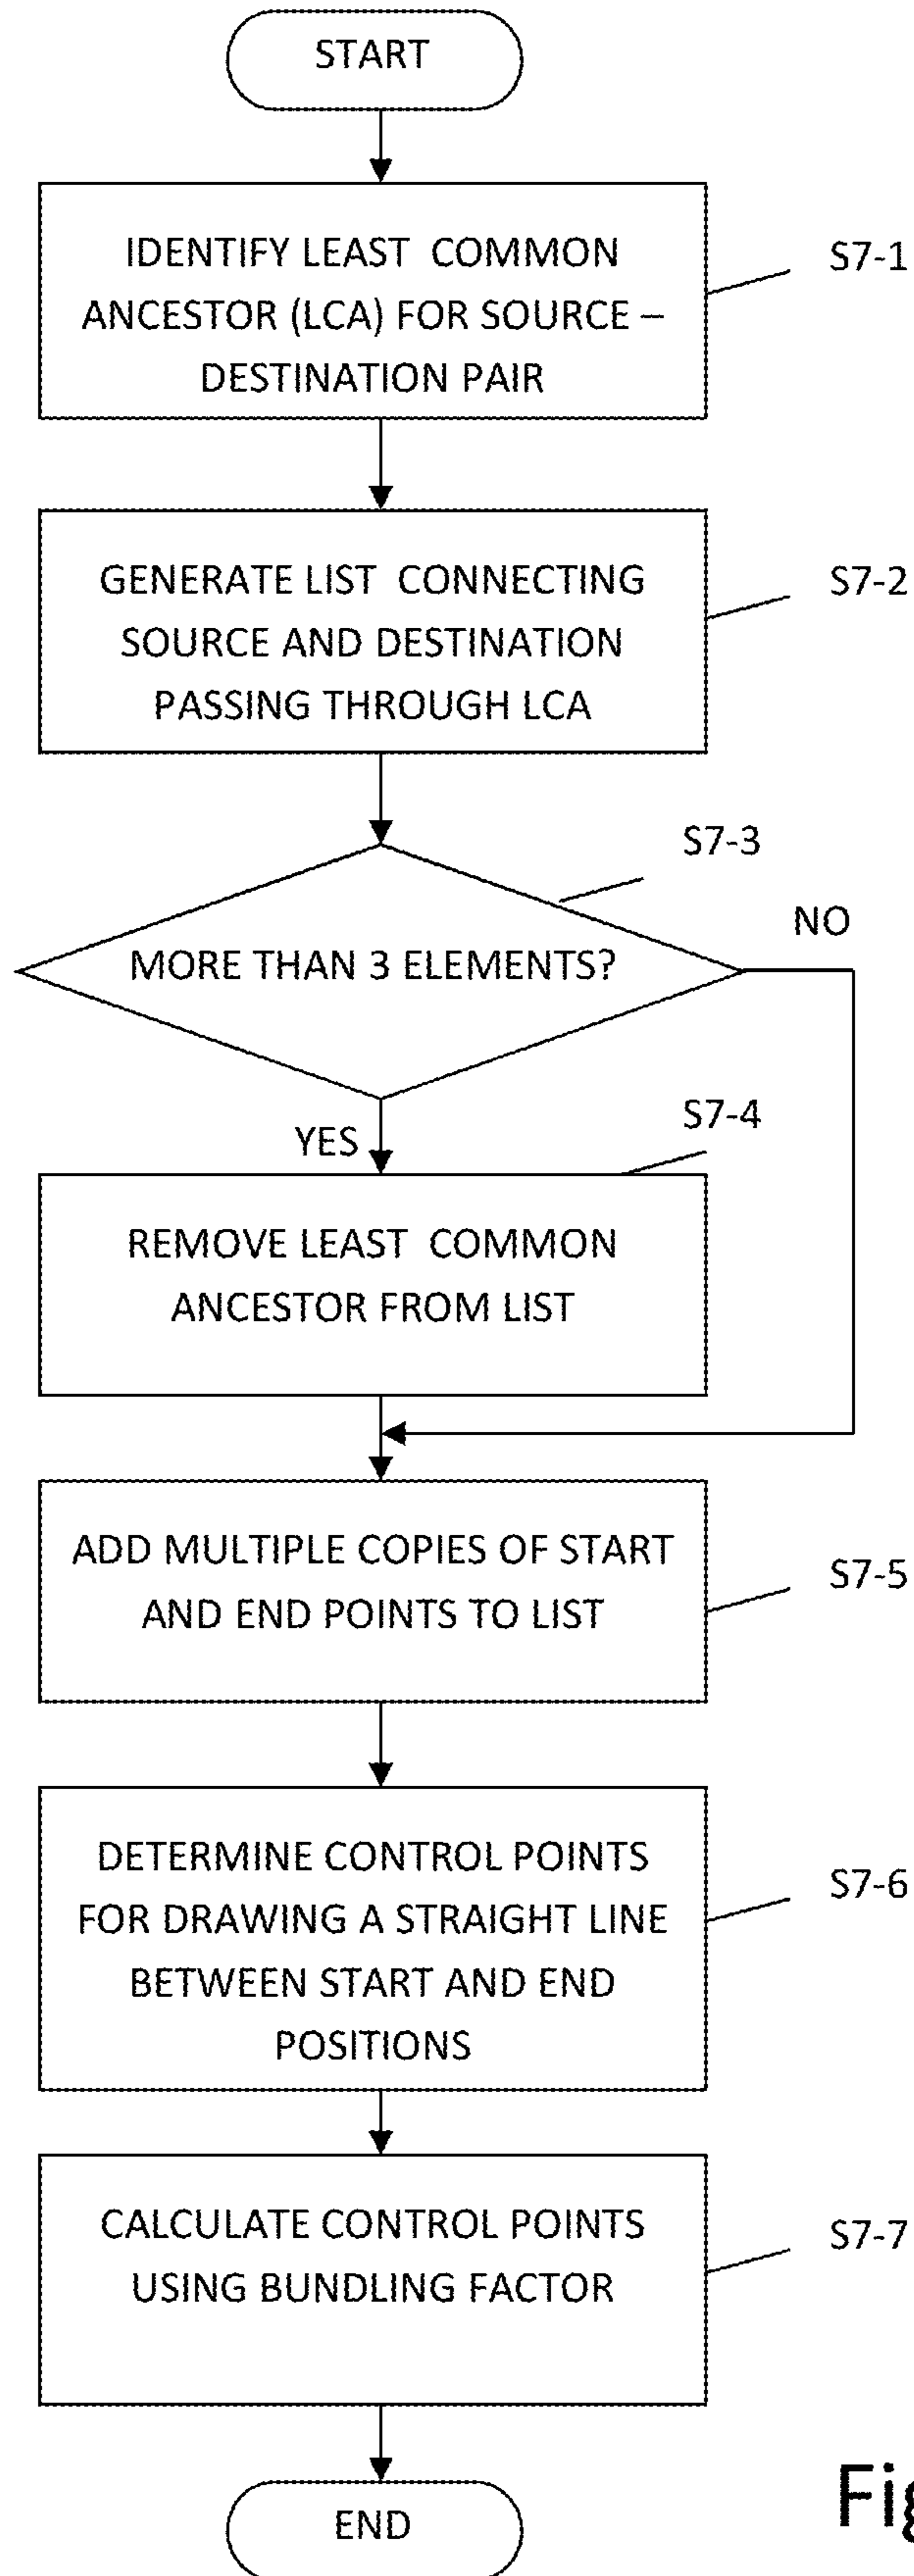 START
IDENTIFY LEAST COMMON
ANCESTOR (LCA) FOR SOURCE –
DESTINATION PAIR
S7-1
GENERATE LIST CONNECTING
SOURCE AND DESTINATION
PASSING THROUGH LCA
S7-2
MORE THAN 3 ELEMENTS?
S7-3
NO
YES
S7-4
REMOVE LEAST COMMON
ANCESTOR FROM LIST
ADD MULTIPLE COPIES OF START
AND END POINTS TO LIST
S7-5
DETERMINE CONTROL POINTS
FOR DRAWING A STRAIGHT LINE
BETWEEN START AND END
POSITIONS
S7-6
CALCULATE CONTROL POINTS
USING BUNDLING FACTOR
S7-7
END